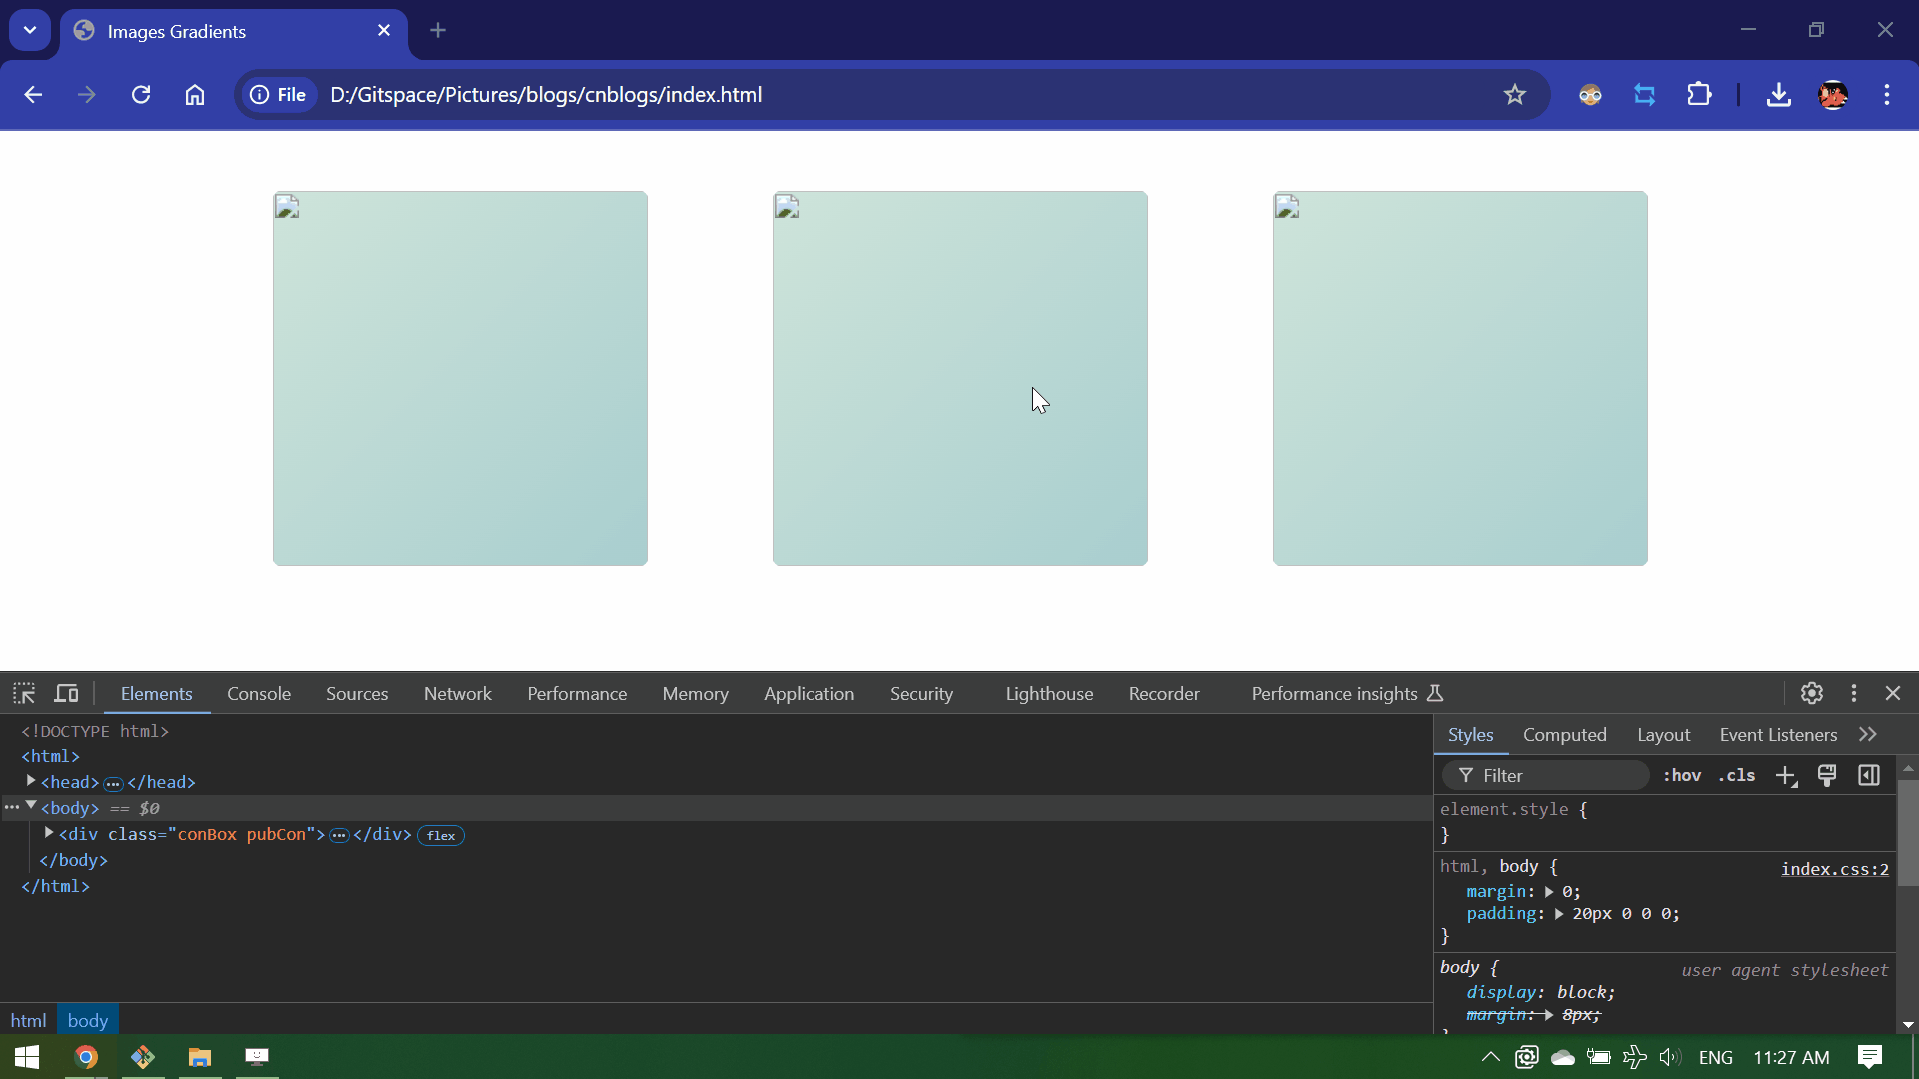 Images Gradients
File D:/Gitspace/Pictures/blogs/cnblogs/index.html
Elements Console Sources Network Performance Memory Application Security Lighthouse Recorder Performance insights
<!DOCTYPE html>
<html>
<head>…</head>
<body> == $0
<div class="conBox pubCon">…</div> flex
</body>
</html>
html body
Styles Computed Layout Event Listeners
Filter :hov .cls
element.style {
}
html, body { index.css:2
margin: 0;
padding: 20px 0 0 0;
}
body { user agent stylesheet
display: block;
margin: 8px;
ENG 11:27 AM